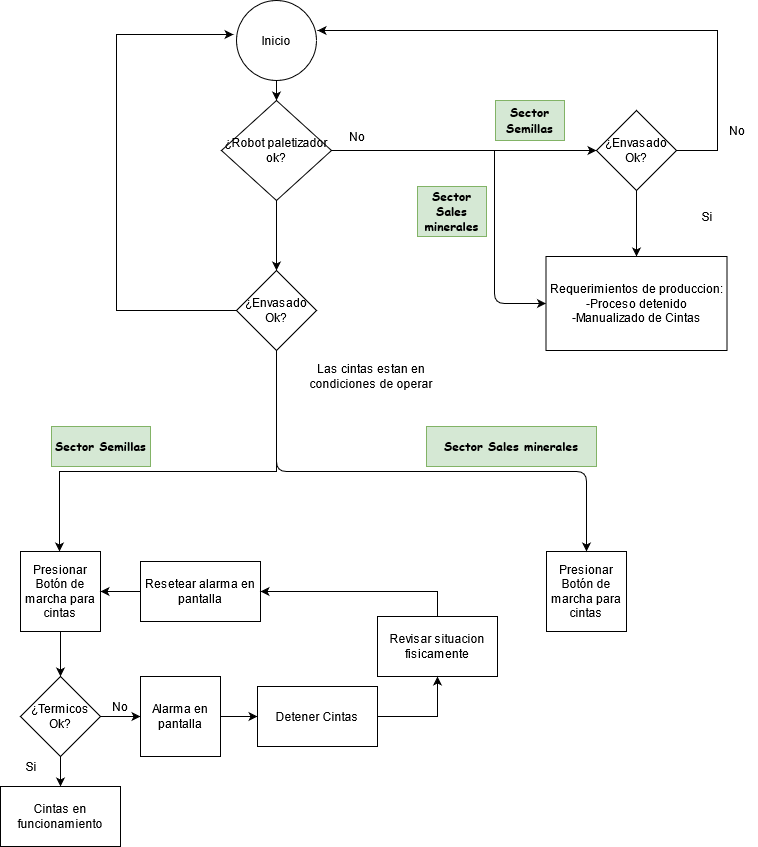 Inicio
¿Robot paletizador
ok?
No
Sector
Semillas
¿Envasado
Ok?
No
Sector
Sales
minerales
Si
¿Envasado
Ok?
Requerimientos de produccion:
-Proceso detenido
-Manualizado de Cintas
Las cintas estan en
condiciones de operar
Sector Semillas
Sector Sales minerales
Presionar
Botón de
marcha para
cintas
Resetear alarma en
pantalla
Presionar
Botón de
marcha para
cintas
Revisar situacion
fisicamente
¿Termicos
Ok?
No
Alarma en
pantalla
Detener Cintas
Si
Cintas en
funcionamiento